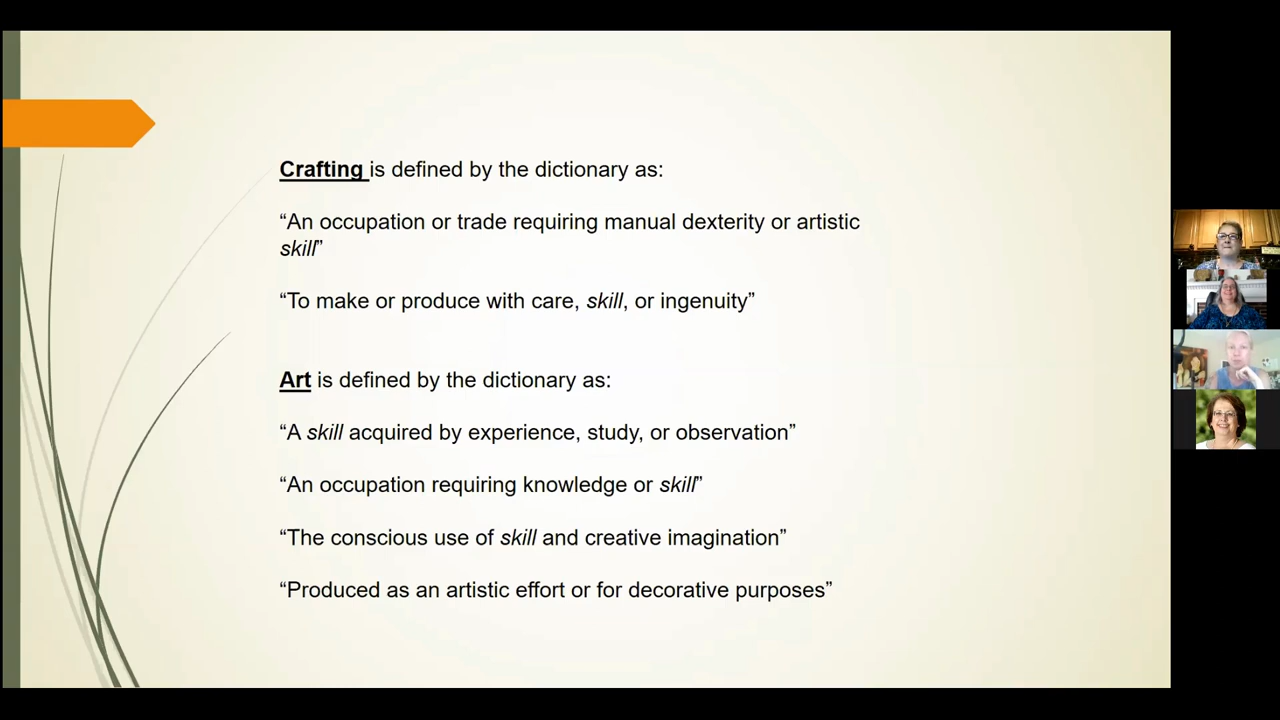 Crafting is defined by the dictionary as:
“An occupation or trade requiring manual dexterity or artistic
skill”
“To make or produce with care, skill, or ingenuity”
Art is defined by the dictionary as:
“A skill acquired by experience, study, or observation”
“An occupation requiring knowledge or skill”
“The conscious use of skill and creative imagination”
“Produced as an artistic effort or for decorative purposes”